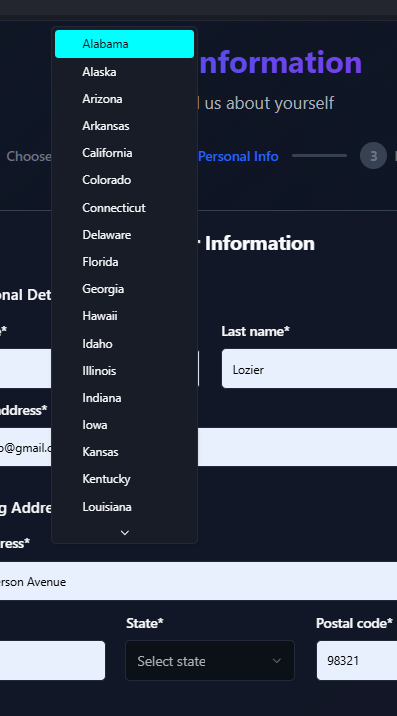 Information
us about yourself
Choose
Personal Info
3
Information
Alabama
Alaska
Arizona
Arkansas
California
Colorado
Connecticut
Delaware
Florida
Georgia
Hawaii
Idaho
Illinois
Indiana
Iowa
Kansas
Kentucky
Louisiana
onal Det
Last name*
Lozier
address*
o@gmail.c
g Addre
ress*
erson Avenue
State*
Select state
Postal code*
98321